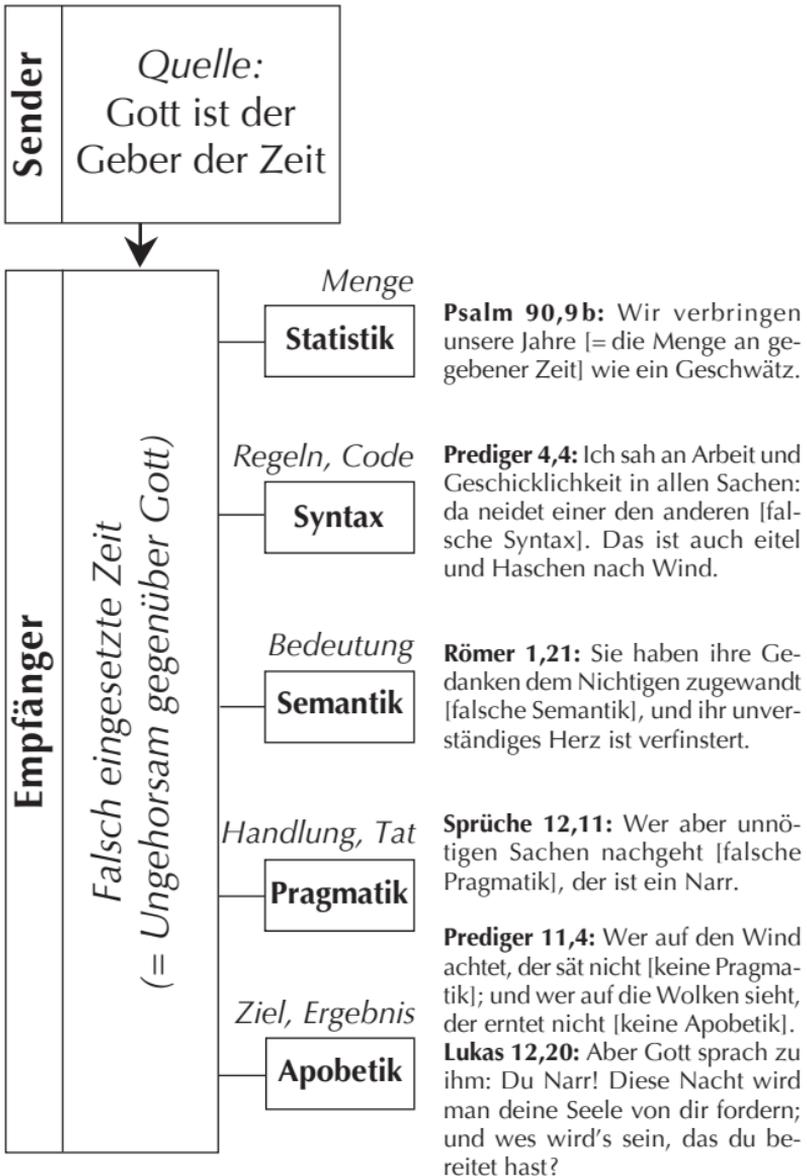 Sender
Quelle:
Gott ist der
Geber der Zeit
Empfänger
Falsch eingesetzte Zeit
(= Ungehorsam gegenüber Gott)
Menge
Statistik
Psalm 90,9b: Wir verbringen
unsere Jahre [= die Menge an ge-
gebener Zeit] wie ein Geschwätz.
Regeln, Code
Syntax
Prediger 4,4: Ich sah an Arbeit und
Geschicklichkeit in allen Sachen:
da neidet einer den anderen [fal-
sche Syntax]. Das ist auch eitel
und Haschen nach Wind.
Bedeutung
Semantik
Römer 1,21: Sie haben ihre Ge-
danken dem Nichtigen zugewandt
[falsche Semantik], und ihr unver-
ständiges Herz ist verfinstert.
Handlung, Tat
Pragmatik
Sprüche 12,11: Wer aber unnö-
tigen Sachen nachgeht [falsche
Pragmatik], der ist ein Narr.
Ziel, Ergebnis
Apobetik
Prediger 11,4: Wer auf den Wind
achtet, der sät nicht [keine Pragma-
tik]; und wer auf die Wolken sieht,
der erntet nicht [keine Apobetik].
Lukas 12,20: Aber Gott sprach zu
ihm: Du Narr! Diese Nacht wird
man deine Seele von dir fordern;
und wes wird's sein, das du be-
reitet hast?